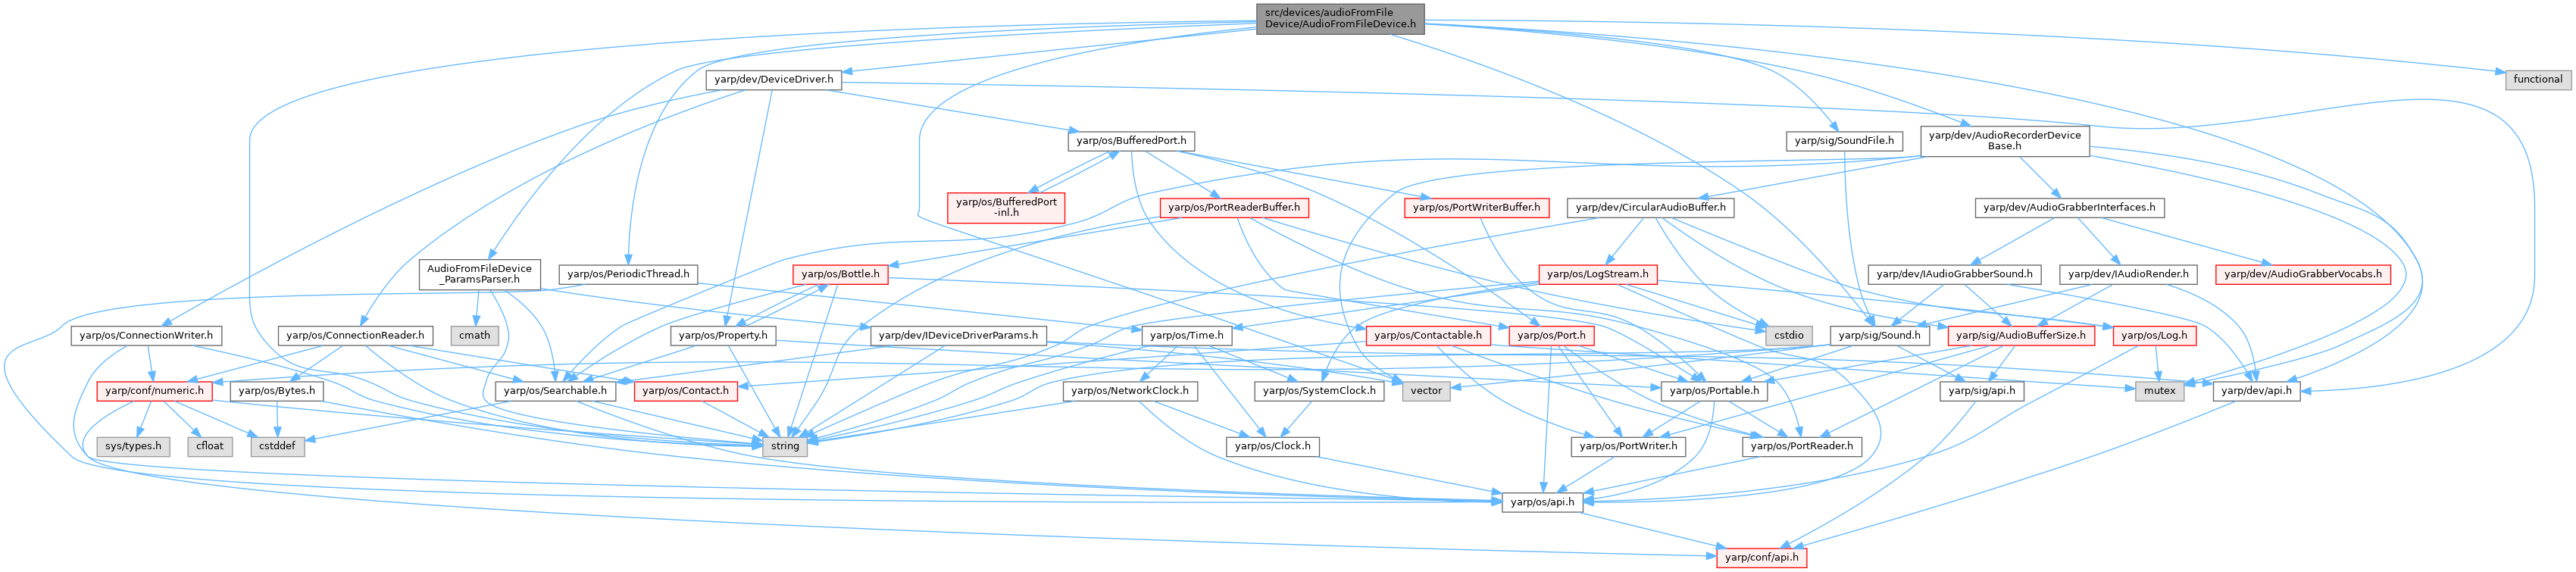 src/devices/audioFromFile
Device/AudioFromFileDevice.h
yarp/dev/DeviceDriver.h
functional
yarp/os/BufferedPort.h
yarp/sig/SoundFile.h
yarp/dev/AudioRecorderDevice
Base.h
yarp/os/BufferedPort
-inl.h
yarp/os/PortReaderBuffer.h
yarp/os/PortWriterBuffer.h
yarp/dev/CircularAudioBuffer.h
yarp/dev/AudioGrabberInterfaces.h
AudioFromFileDevice
_ParamsParser.h
yarp/os/PeriodicThread.h
yarp/os/Bottle.h
yarp/os/LogStream.h
yarp/dev/IAudioGrabberSound.h
yarp/dev/IAudioRender.h
yarp/dev/AudioGrabberVocabs.h
yarp/os/ConnectionWriter.h
yarp/os/ConnectionReader.h
cmath
yarp/os/Property.h
yarp/dev/IDeviceDriverParams.h
yarp/os/Time.h
yarp/os/Contactable.h
yarp/os/Port.h
cstdio
yarp/sig/Sound.h
yarp/sig/AudioBufferSize.h
yarp/os/Log.h
yarp/conf/numeric.h
yarp/os/Bytes.h
yarp/os/Searchable.h
yarp/os/Contact.h
yarp/os/NetworkClock.h
yarp/os/SystemClock.h
vector
yarp/os/Portable.h
yarp/sig/api.h
mutex
yarp/dev/api.h
sys/types.h
cfloat
cstddef
string
yarp/os/Clock.h
yarp/os/PortWriter.h
yarp/os/PortReader.h
yarp/os/api.h
yarp/conf/api.h